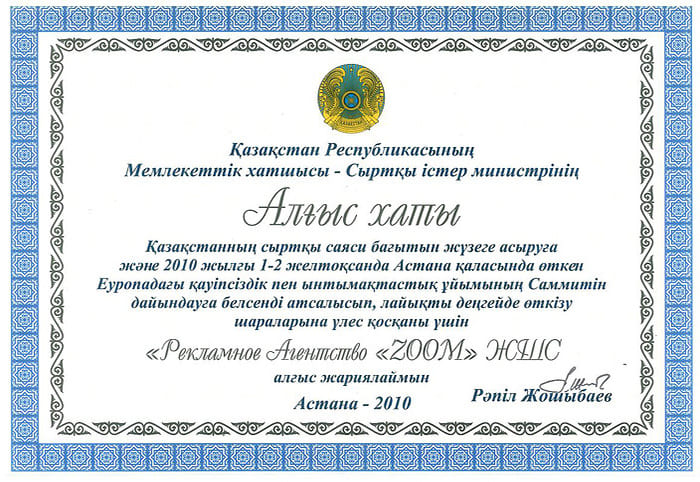 ҚАЗАҚСТАН
Қазақстан Республикасының
Мемлекеттік хатшысы - Сыртқы істер министрінің
Алғыс хаты
Қазақстанның сыртқы саяси бағытын жүзеге асыруға
және 2010 жылғы 1-2 желтоқсанда Астана қаласында өткен
Еуропадағы қауіпсіздік пен ынтымақтастық ұйымының Саммитін
дайындауға белсенді атсалысып, лайықты деңгейде өткізу
шараларына үлес қосқаны үшін
«Рекламное Агентство «ZOOM» ЖШС
алғыс жариялаймын
Рәпіл Жошыбаев
Астана - 2010